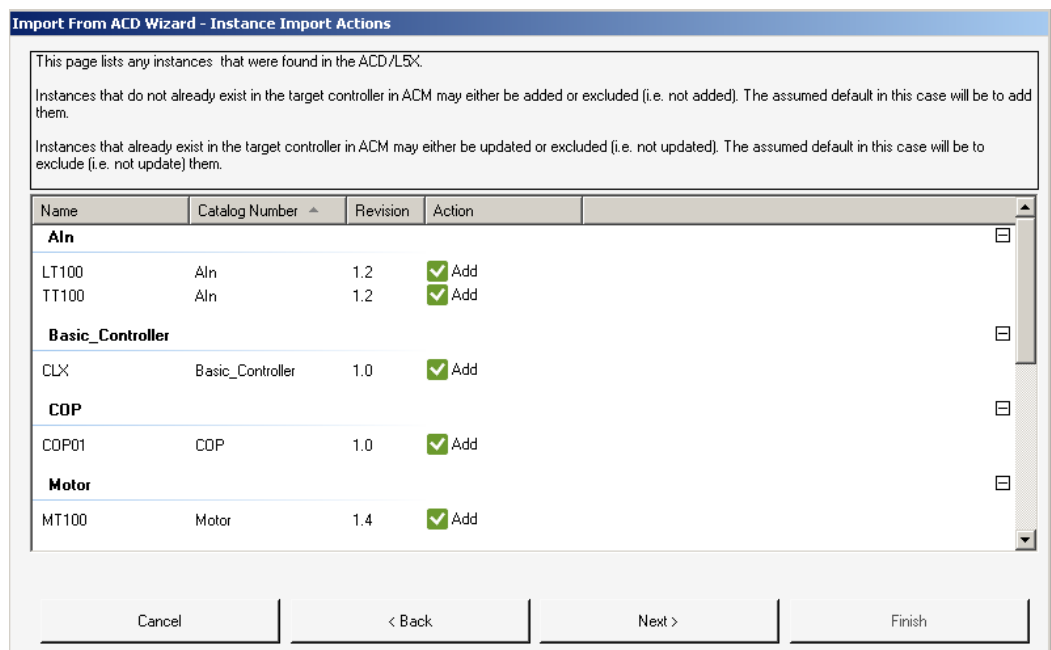 Import From ACD Wizard - Instance Import Actions
This page lists any instances that were found in the ACD/L5X.
Instances that do not already exist in the target controller in ACM may either be added or excluded (i.e. not added). The assumed default in this case will be to add
them.
Instances that already exist in the target controller in ACM may either be updated or excluded (i.e. not updated). The assumed default in this case will be to
exclude (i.e. not update) them.
Name Catalog Number Revision Action
AIn
LT100 AIn 1.2 Add
TT100 AIn 1.2 Add
Basic_Controller
CLX Basic_Controller 1.0 Add
COP
COP01 COP 1.0 Add
Motor
MT100 Motor 1.4 Add
Cancel < Back Next > Finish